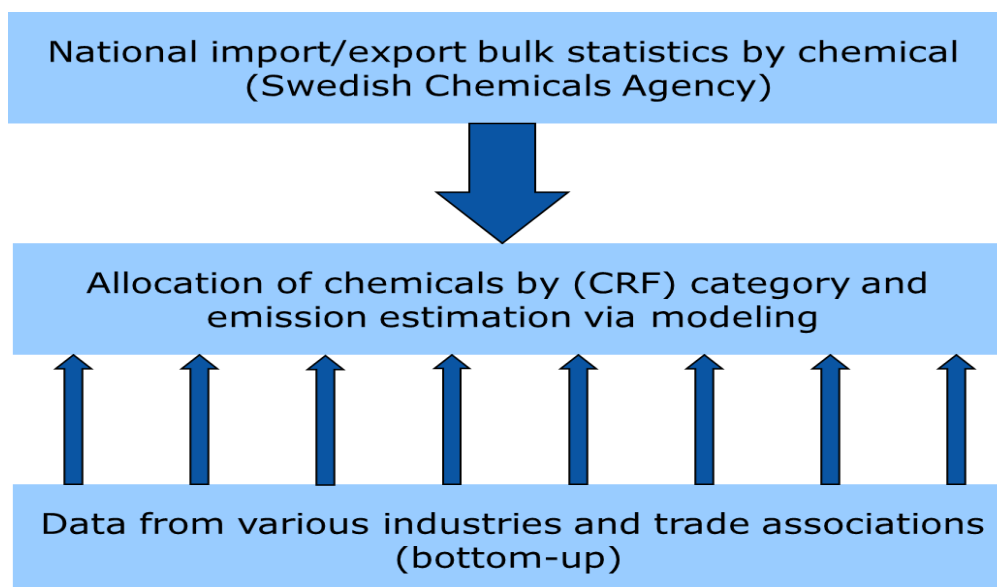 National import/export bulk statistics by chemical
(Swedish Chemicals Agency)
Allocation of chemicals by (CRF) category and
emission estimation via modeling
Data from various industries and trade associations
(bottom-up)